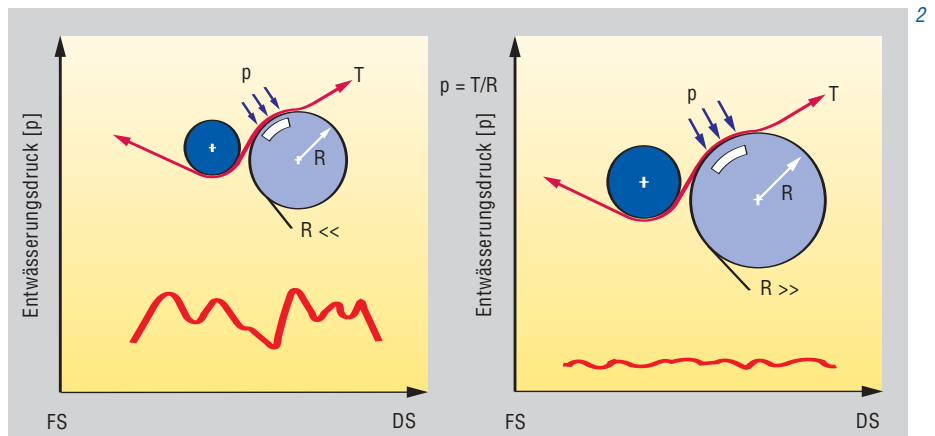 2
p
T
R
R <<
Entwässerungsdruck [p]
FS
DS
p = T/R
p
T
R
R >>
Entwässerungsdruck [p]
FS
DS